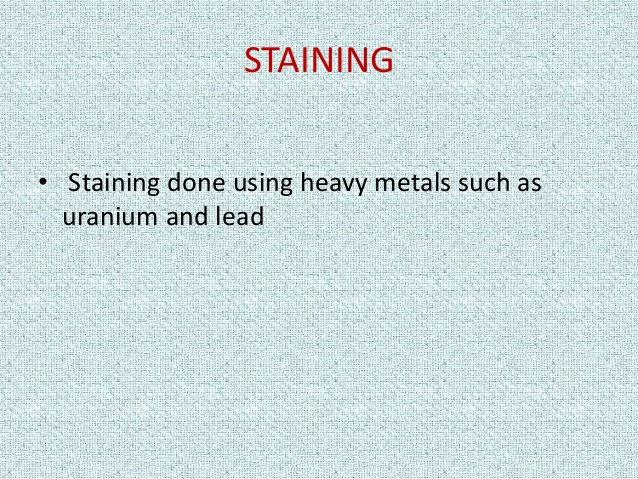 STAINING
• Staining done using heavy metals such as
uranium and lead